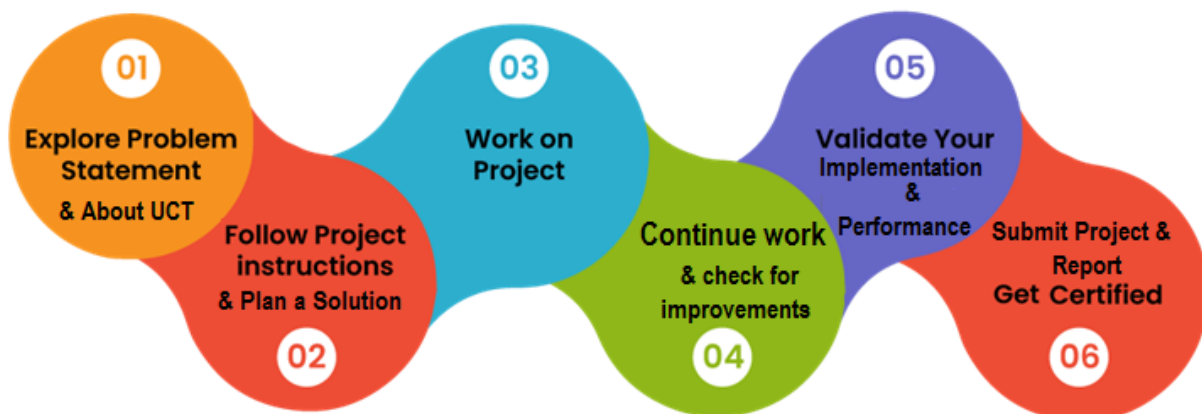 01
Explore Problem
Statement
& About UCT
Follow Project
instructions
& Plan a Solution
02
03
Work on
Project
Continue work
& check for
improvements
04
05
Validate Your
Implementation
&
Performance
Submit Project &
Report
Get Certified
06